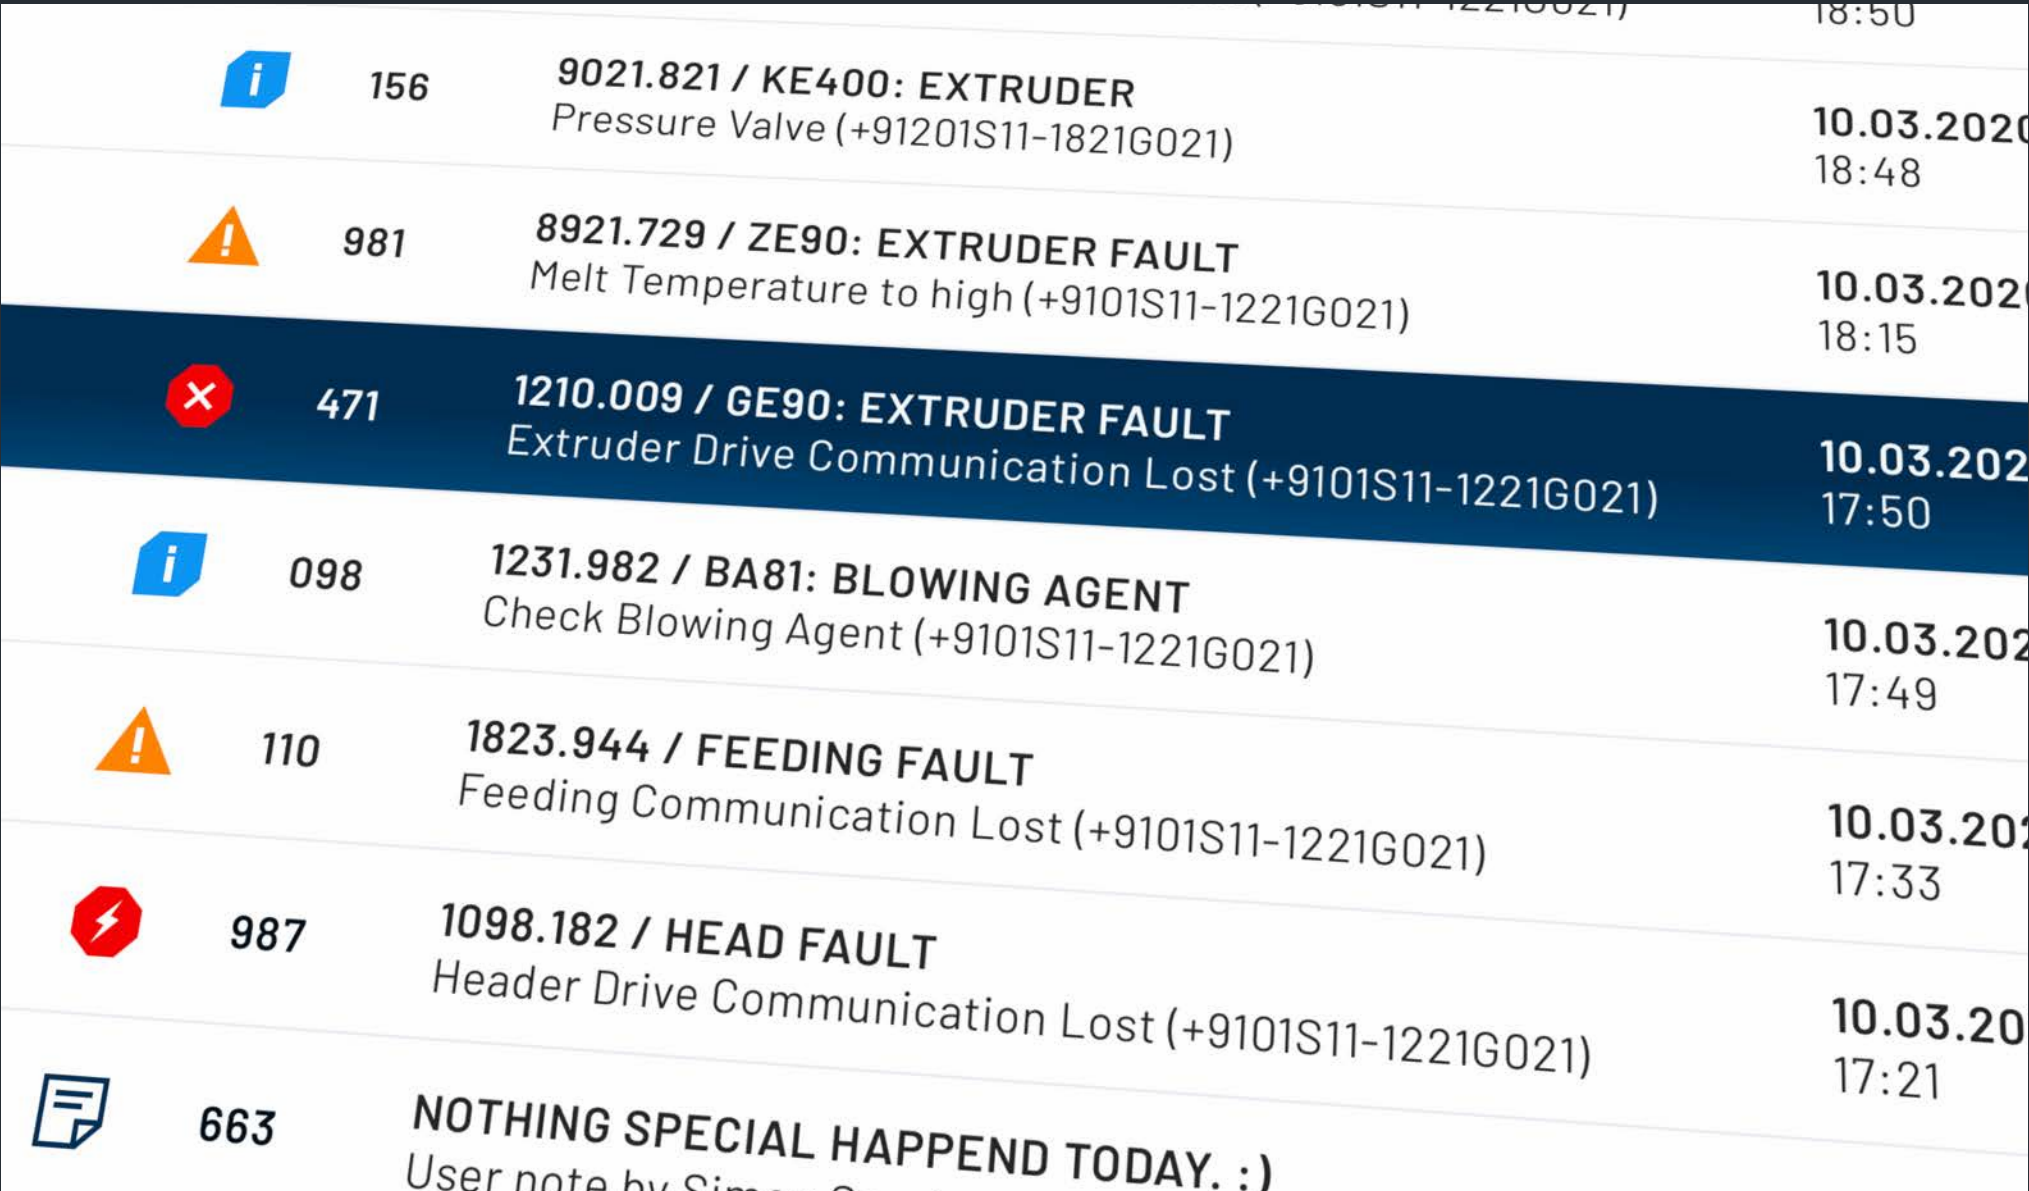 18:50
156
9021.821 / KE400: EXTRUDER
Pressure Valve (+91201S11-1821G021)
10.03.2020
18:48
981
8921.729 / ZE90: EXTRUDER FAULT
Melt Temperature to high (+9101S11-1221G021)
10.03.202
18:15
471
1210.009 / GE90: EXTRUDER FAULT
Extruder Drive Communication Lost (+9101S11-1221G021)
10.03.202
17:50
098
1231.982 / BA81: BLOWING AGENT
Check Blowing Agent (+9101S11-1221G021)
10.03.202
17:49
110
1823.944 / FEEDING FAULT
Feeding Communication Lost (+9101S11-1221G021)
10.03.202
17:33
987
1098.182 / HEAD FAULT
Header Drive Communication Lost (+9101S11-1221G021)
10.03.20
17:21
663
NOTHING SPECIAL HAPPEND TODAY. :)
User note by